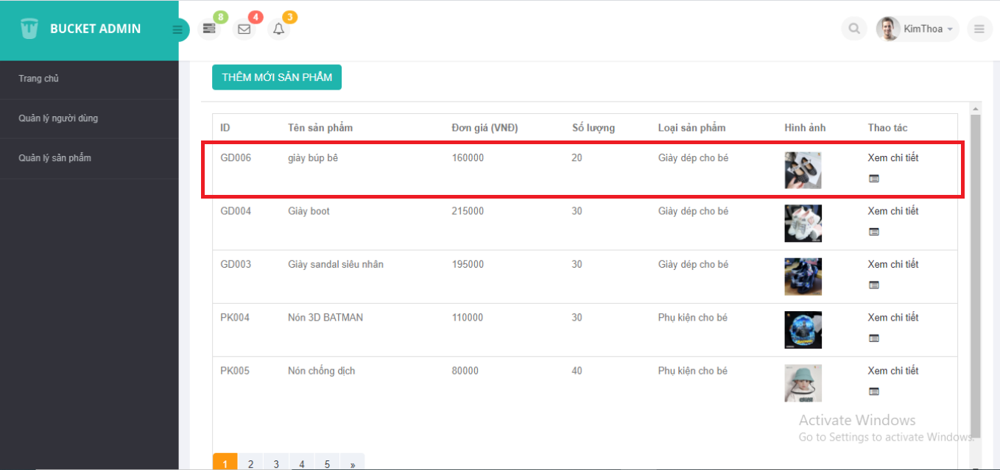 BUCKET ADMIN
8
4
3
KimThoa
Trang chủ
Quản lý người dùng
Quản lý sản phẩm
THÊM MỚI SẢN PHẨM
ID Tên sản phẩm Đơn giá (VNĐ) Số lượng Loại sản phẩm Hình ảnh Thao tác
GD006 giày búp bê 160000 20 Giày dép cho bé Xem chi tiết
GD004 Giày boot 215000 30 Giày dép cho bé Xem chi tiết
GD003 Giày sandal siêu nhân 195000 30 Giày dép cho bé Xem chi tiết
PK004 Nón 3D BATMAN 110000 30 Phụ kiện cho bé Xem chi tiết
PK005 Nón chống dịch 80000 40 Phụ kiện cho bé Xem chi tiết
Activate Windows
Go to Settings to activate Windows.
1 2 3 4 5 »